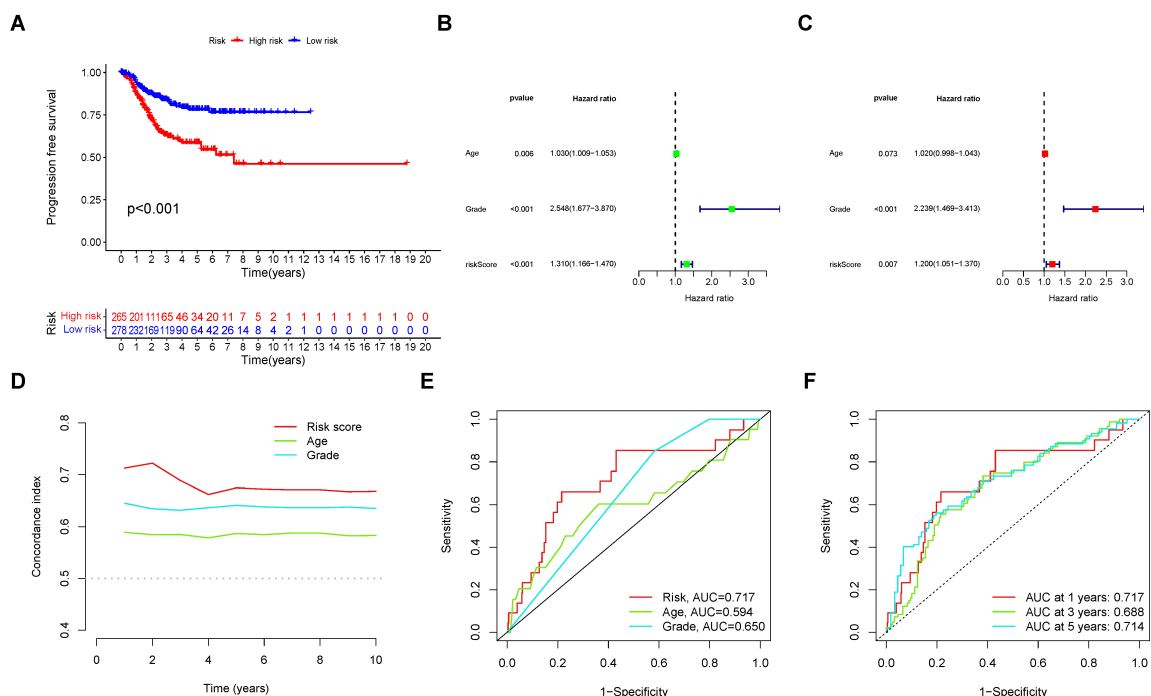 A
Risk High risk Low risk
Progression free survival
1.00
0.75
0.50
0.25
0.00
p<0.001
0 1 2 3 4 5 6 7 8 9 10 11 12 13 14 15 16 17 18 19 20
Time(years)
Risk
High risk 265 201 111 65 46 34 20 11 7 5 2 1 1 1 1 1 1 1 1 0 0
Low risk 278 232 169 119 90 64 42 26 14 8 4 2 1 0 0 0 0 0 0 0 0
0 1 2 3 4 5 6 7 8 9 10 11 12 13 14 15 16 17 18 19 20
Time(years)
B
pvalue Hazard ratio
Age 0.006 1.030(1.009−1.053)
Grade <0.001 2.548(1.677−3.870)
riskScore <0.001 1.310(1.166−1.470)
0.0 1.0 2.0 3.0
Hazard ratio
C
pvalue Hazard ratio
Age 0.073 1.020(0.998−1.043)
Grade <0.001 2.239(1.469−3.413)
riskScore 0.007 1.200(1.051−1.370)
0.0 0.5 1.0 1.5 2.0 2.5 3.0
Hazard ratio
D
Concordance index
0.8
0.7
0.6
0.5
0.4
Risk score
Age
Grade
0 2 4 6 8 10
Time (years)
E
Sensitivity
1.0
0.8
0.6
0.4
0.2
0.0
Risk, AUC=0.717
Age, AUC=0.594
Grade, AUC=0.650
0.0 0.2 0.4 0.6 0.8 1.0
1−Specificity
F
Sensitivity
1.0
0.8
0.6
0.4
0.2
0.0
AUC at 1 years: 0.717
AUC at 3 years: 0.688
AUC at 5 years: 0.714
0.0 0.2 0.4 0.6 0.8 1.0
1−Specificity